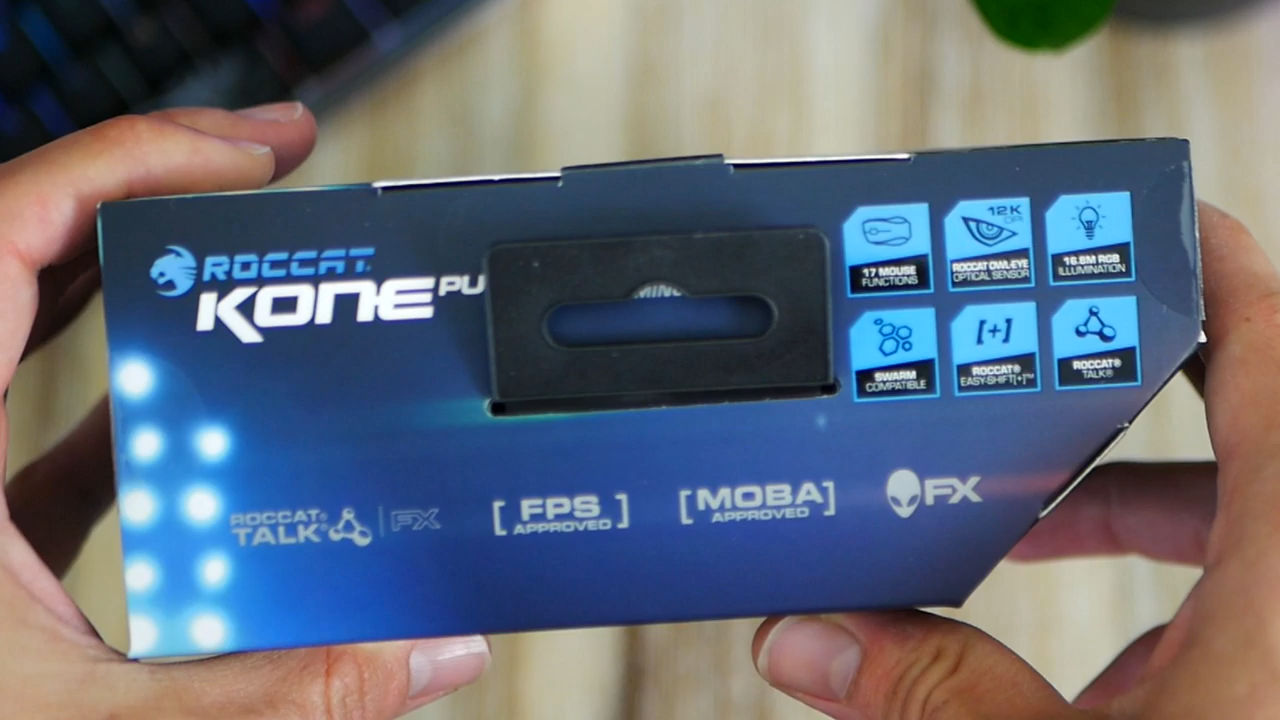 ROCCAT
KONE PU
12K
DPI
17 MOUSE
FUNCTIONS
ROCCAT OWL-EYE
OPTICAL SENSOR
16.8M RGB
ILLUMINATION
SWARM
COMPATIBLE
[+]
ROCCAT®
EASY-SHIFT[+]™
ROCCAT®
TALK®
ROCCAT®
TALK® | FX
[FPS]
APPROVED
[MOBA]
APPROVED
FX